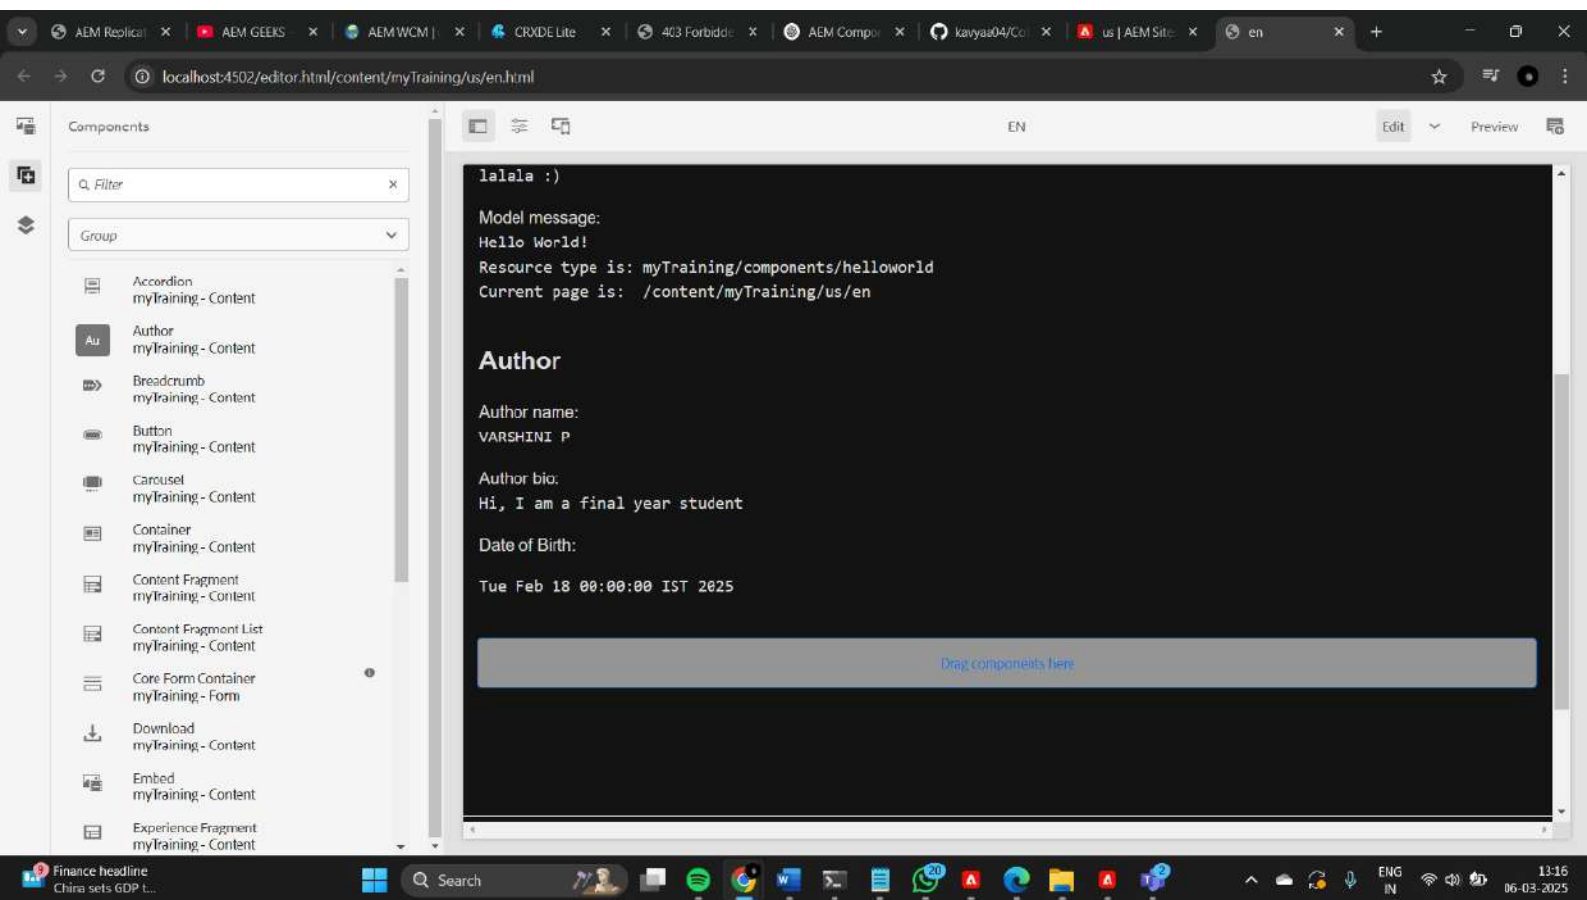 AEM Replicat
AEM GEEKS -
AEM WCM |
CRXDE Lite
403 Forbidde
AEM Compo
kavyaa04/Co
us | AEM Site
en
localhost:4502/editor.html/content/myTraining/us/en.html
Components
EN
Edit
Preview
Filter
Group
Accordion
myTraining - Content
Au
Author
myTraining - Content
Breadcrumb
myTraining - Content
Button
myTraining - Content
Carousel
myTraining - Content
Container
myTraining - Content
Content Fragment
myTraining - Content
Content Fragment List
myTraining - Content
Core Form Container
myTraining - Form
Download
myTraining - Content
Embed
myTraining - Content
Experience Fragment
myTraining - Content
lalala :)
Model message:
Hello World!
Resource type is: myTraining/components/helloworld
Current page is:  /content/myTraining/us/en
Author
Author name:
VARSHINI P
Author bio:
Hi, I am a final year student
Date of Birth:
Tue Feb 18 00:00:00 IST 2025
Drag components here
9
Finance headline
China sets GDP t...
Search
20
ENG
IN
13:16
06-03-2025